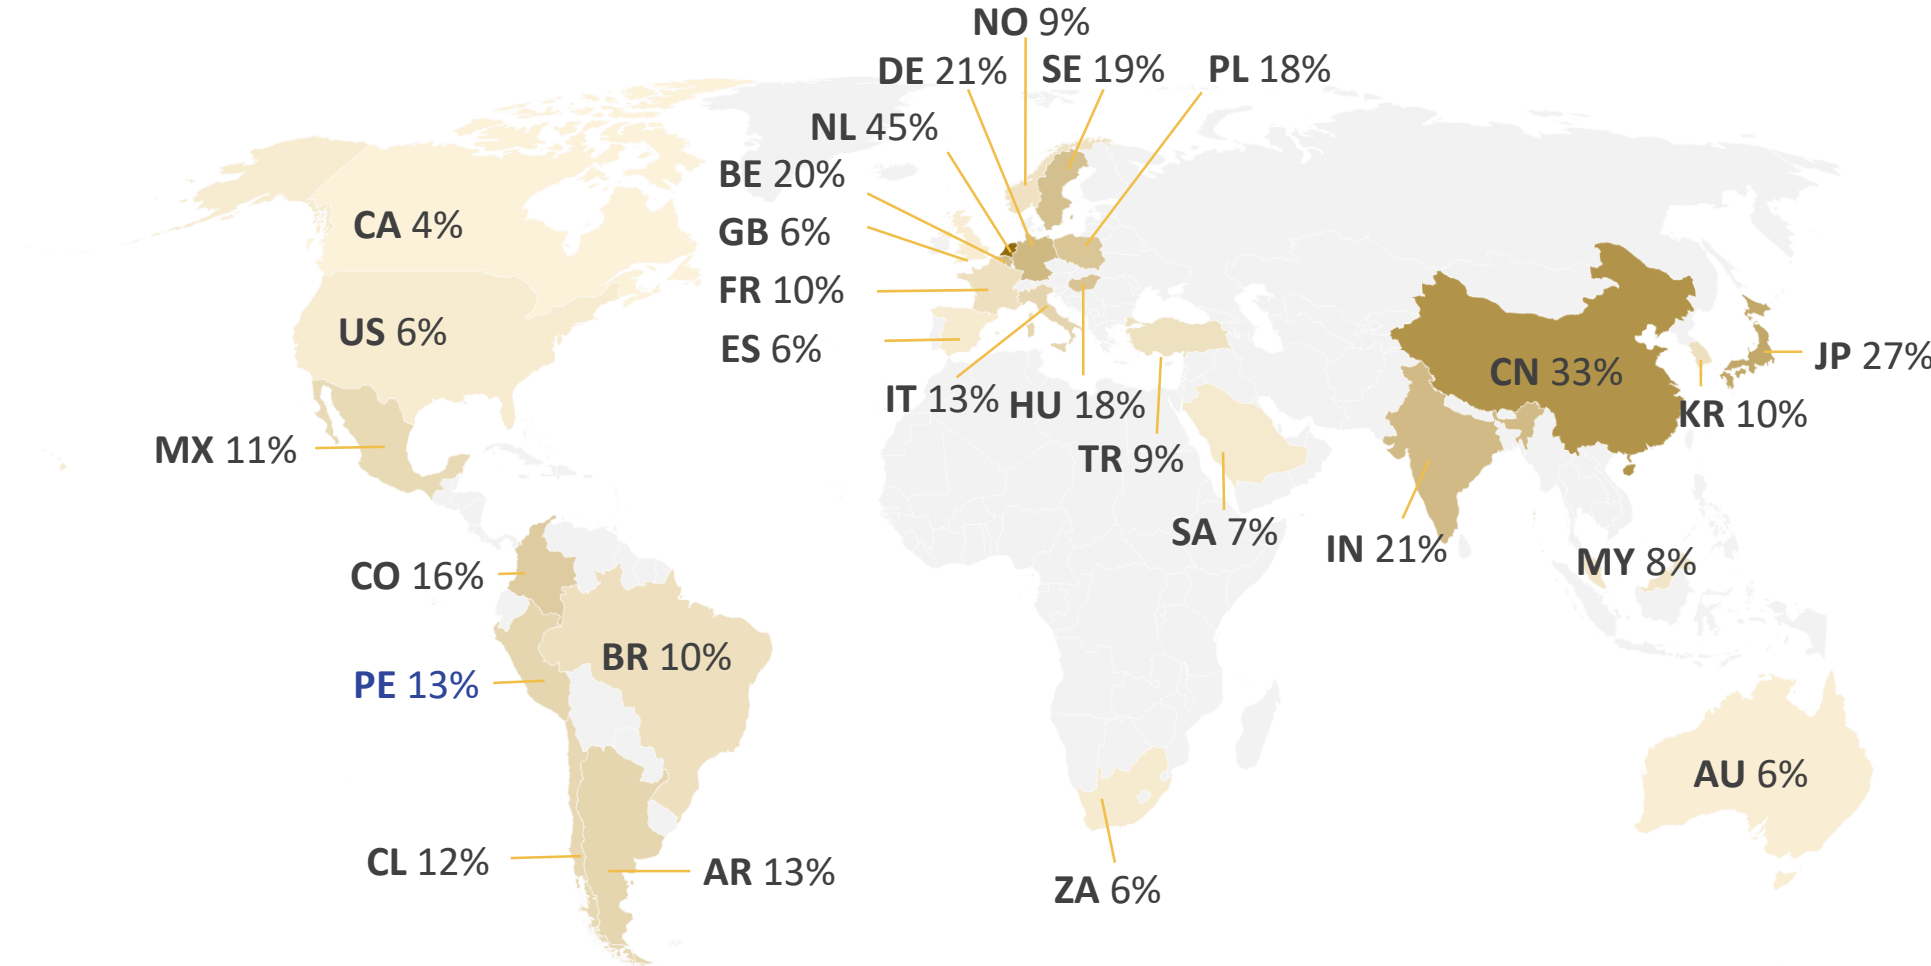 NO 9%
DE 21%
SE 19%
PL 18%
NL 45%
BE 20%
CA 4%
GB 6%
FR 10%
US 6%
ES 6%
JP 27%
CN 33%
IT 13%
HU 18%
KR 10%
MX 11%
TR 9%
SA 7%
IN 21%
MY 8%
CO 16%
BR 10%
PE 13%
AU 6%
CL 12%
AR 13%
ZA 6%